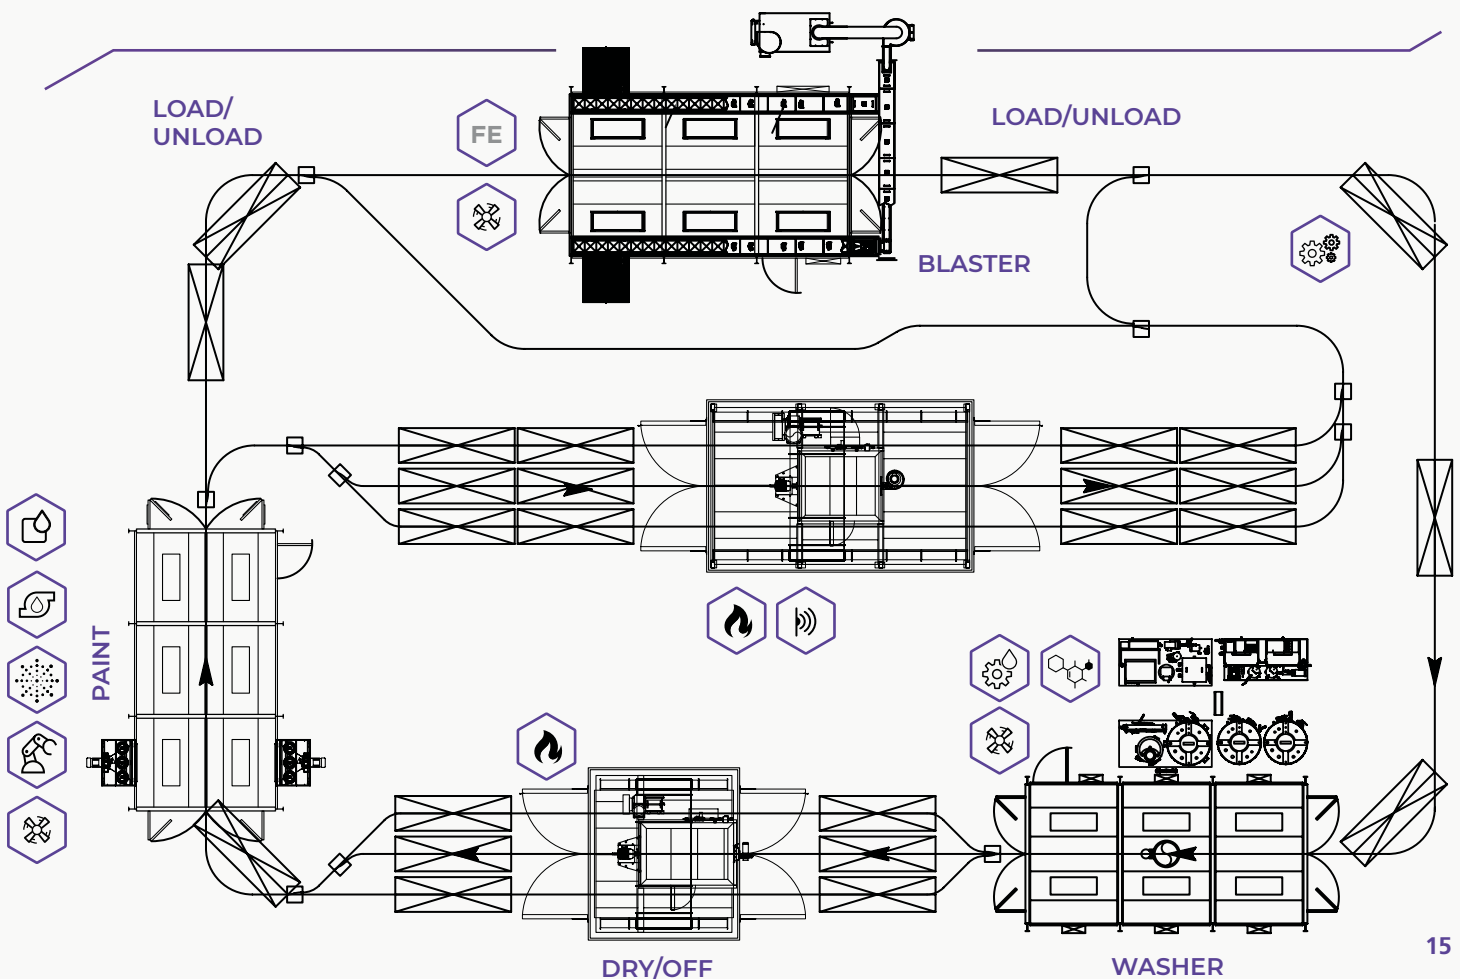 LOAD/
UNLOAD
FE
LOAD/UNLOAD
BLASTER
PAINT
DRY/OFF
WASHER
15